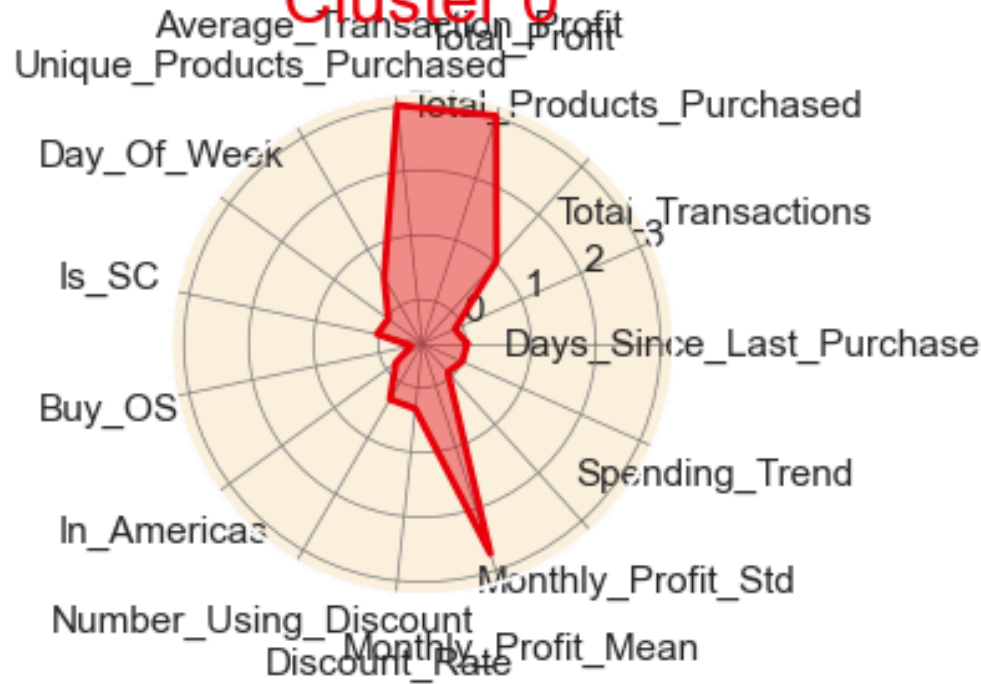 Cluster 0
Average_Transaction_Profit
Total_Profit
Unique_Products_Purchased
Total_Products_Purchased
Day_Of_Week
Total_Transactions
3
2
Is_SC
1
0
Days_Since_Last_Purchase
Buy_OS
Spending_Trend
In_Americas
Monthly_Profit_Std
Number_Using_Discount
Monthly_Profit_Mean
Discount_Rate